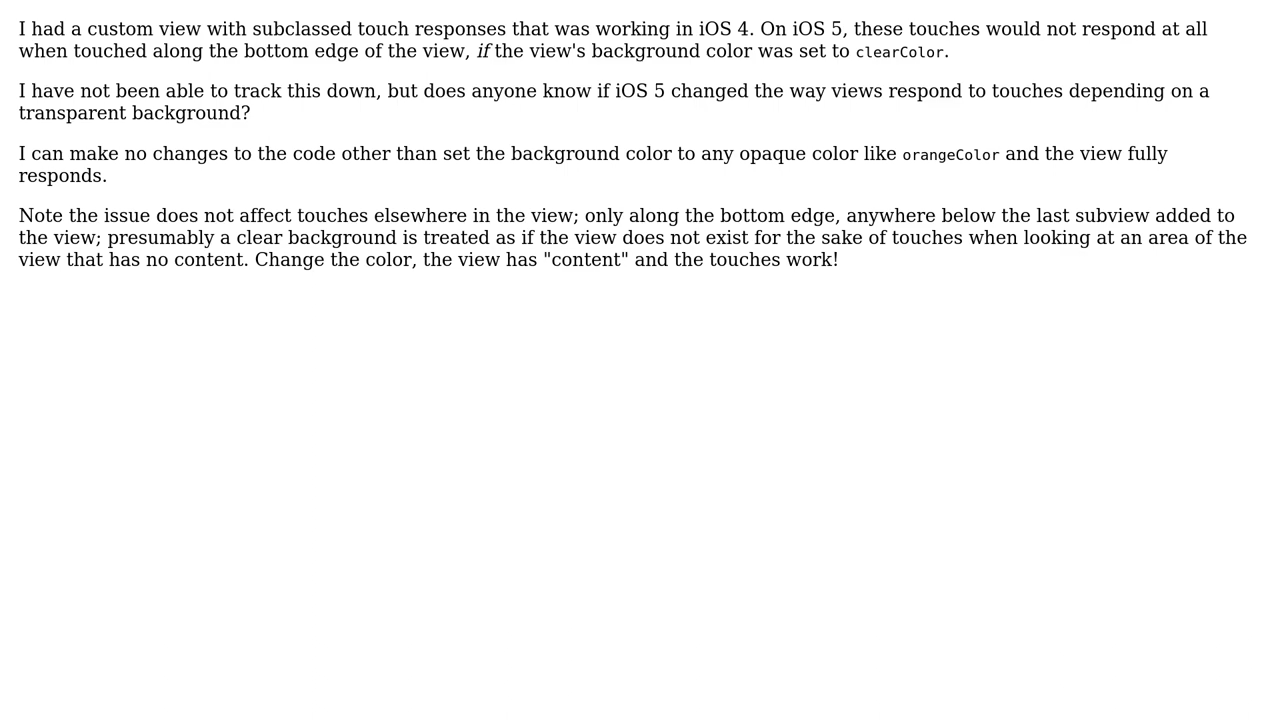 I had a custom view with subclassed touch responses that was working in iOS 4. On iOS 5, these touches would not respond at all
when touched along the bottom edge of the view, if the view's background color was set to clearColor.
I have not been able to track this down, but does anyone know if iOS 5 changed the way views respond to touches depending on a
transparent background?
I can make no changes to the code other than set the background color to any opaque color like orangeColor and the view fully
responds.
Note the issue does not affect touches elsewhere in the view; only along the bottom edge, anywhere below the last subview added to
the view; presumably a clear background is treated as if the view does not exist for the sake of touches when looking at an area of the
view that has no content. Change the color, the view has "content" and the touches work!